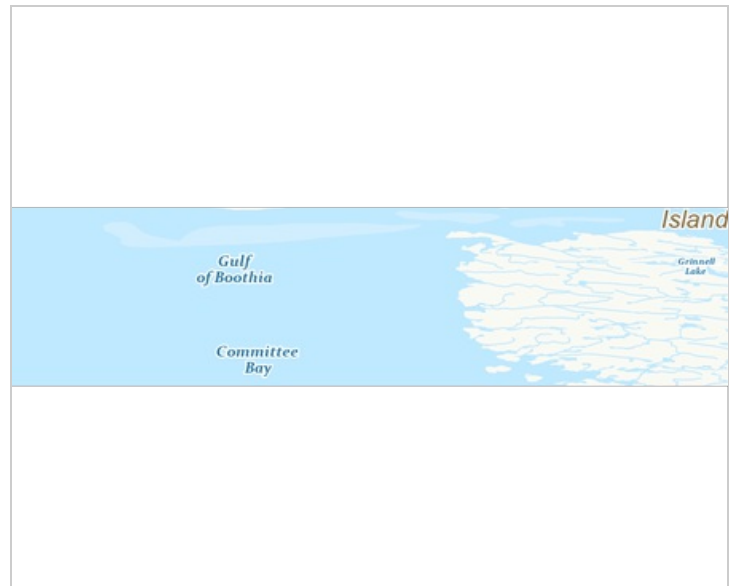 Island
Gulf
of Boothia
Grinnell
Lake
Committee
Bay